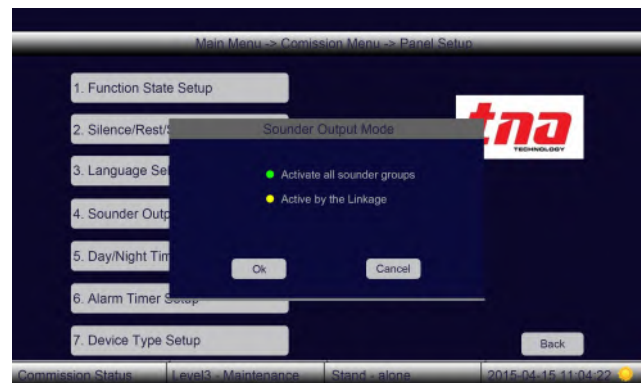 Main Menu -> Comission Menu -> Panel Setup
1. Function State Setup
2. Silence/Rest/
tna
TECHNOLOGY
Sounder Output Mode
3. Language Sel
Activate all sounder groups
Active by the Linkage
4. Sounder Outp
5. Day/Night Tim
Ok
Cancel
6. Alarm Timer Setup
7. Device Type Setup
Back
Commission Status
Level3 - Maintenance
Stand - alone
2015-04-15 11:04:22